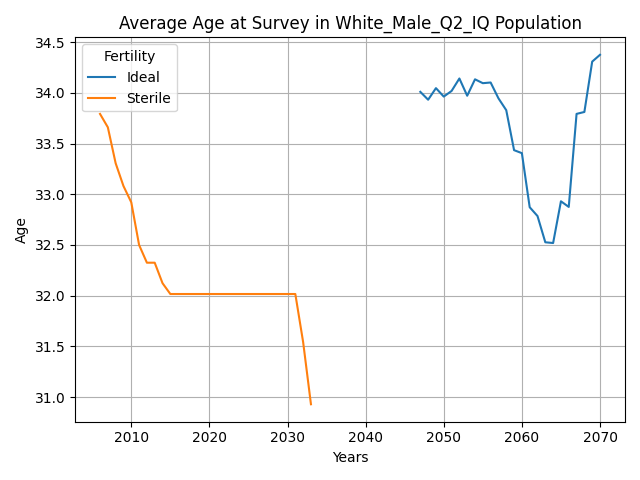 Average Age at Survey in White_Male_Q2_IQ Population
Fertility
Ideal
Sterile
34.5
34.0
33.5
33.0
32.5
32.0
31.5
31.0
Age
2010 2020 2030 2040 2050 2060 2070
Years